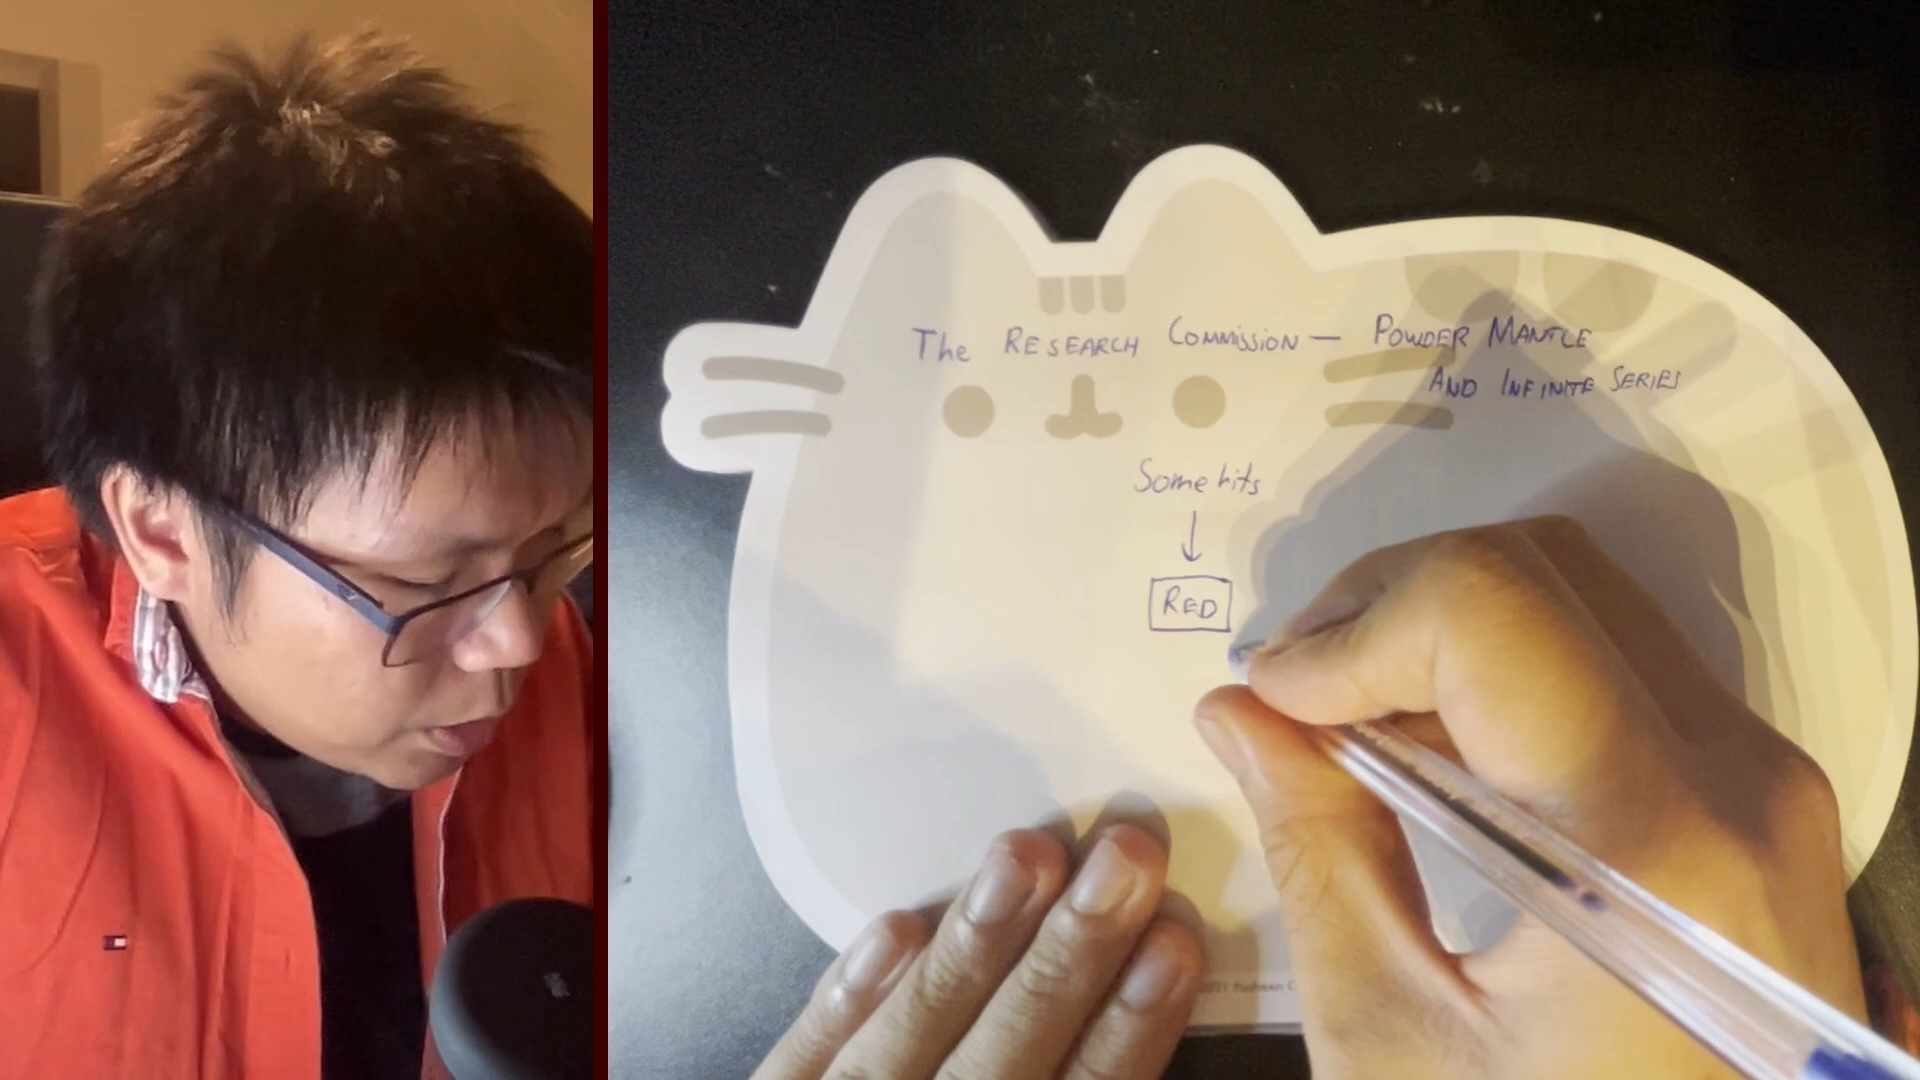 The RESEARCH COMMISSION — POWDER MANTLE
AND INFINITE SERIES
Some hits
↓
RED